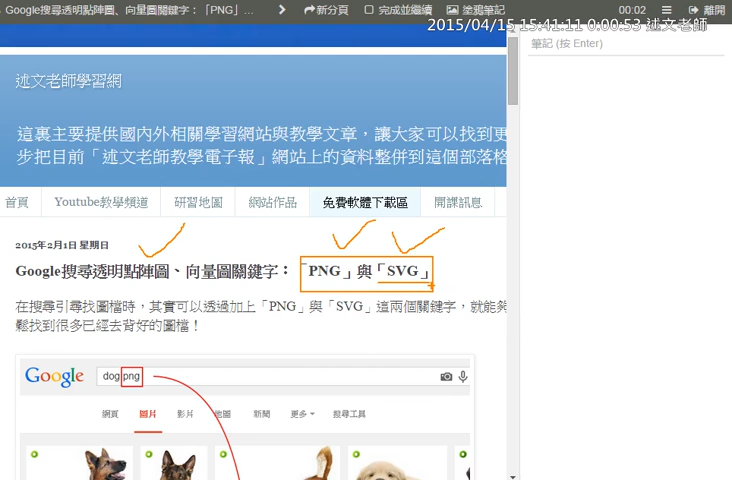 Google搜尋透明點陣圖、向量圖關鍵字：「PNG」... 新分頁 完成並繼續 塗鴉筆記 00:02 離開
2015/04/15 15:41:11 0:00:53 述文老師
筆記 (按 Enter)
述文老師學習網
這裏主要提供國內外相關學習網站與教學文章，讓大家可以找到更
步把目前「述文老師教學電子報」網站上的資料整併到這個部落格
首頁 Youtube教學頻道 研習地圖 網站作品 免費軟體下載區 開課訊息
2015年2月1日 星期日
Google搜尋透明點陣圖、向量圖關鍵字：「PNG」與「SVG」
在搜尋引尋找圖檔時，其實可以透過加上「PNG」與「SVG」這兩個關鍵字，就能夠
鬆找到很多已經去背好的圖檔！
Google dog png
網頁 圖片 影片 地圖 新聞 更多 搜尋工具